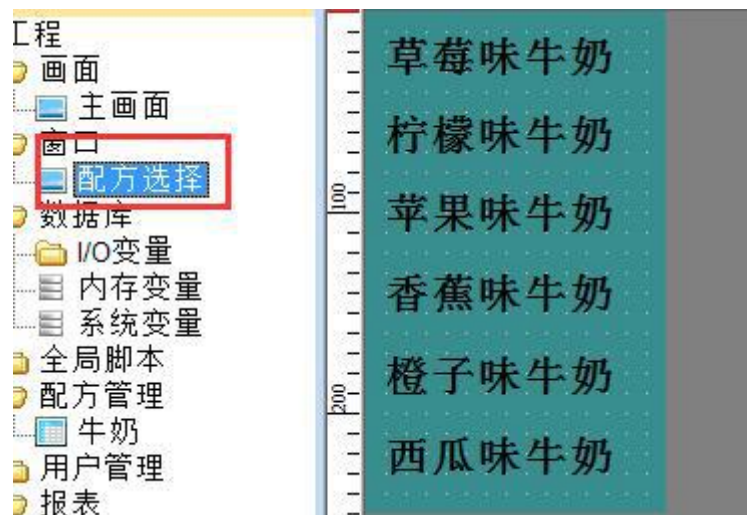 工程
画面
主画面
窗口
配方选择
数据库
I/O变量
内存变量
系统变量
全局脚本
配方管理
牛奶
用户管理
报表
100
200
草莓味牛奶
柠檬味牛奶
苹果味牛奶
香蕉味牛奶
橙子味牛奶
西瓜味牛奶